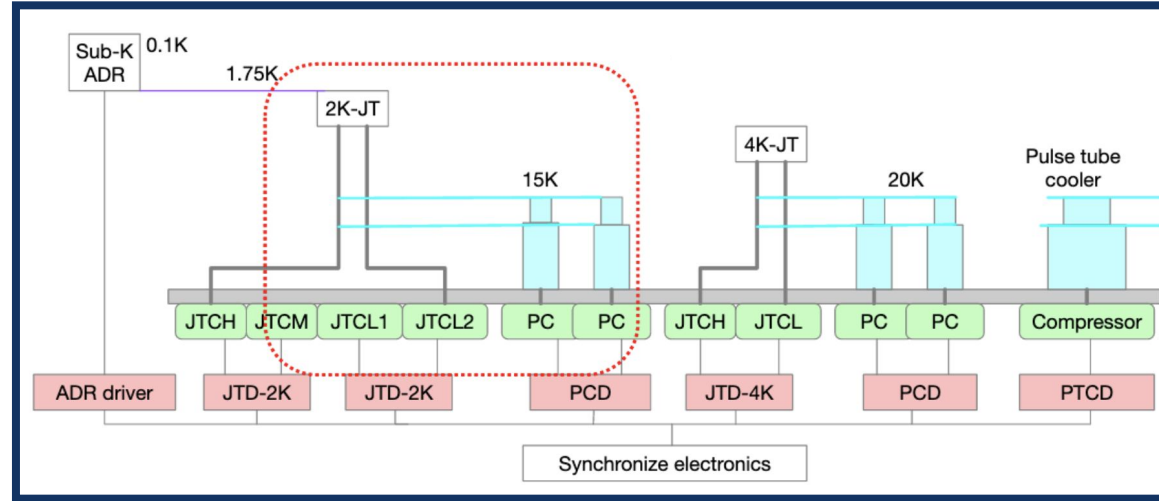 Sub-K
ADR
0.1K
1.75K
2K-JT
4K-JT
Pulse tube
cooler
15K
20K
JTCH
JTCM
JTCL1
JTCL2
PC
PC
JTCH
JTCL
PC
PC
Compressor
ADR driver
JTD-2K
JTD-2K
PCD
JTD-4K
PCD
PTCD
Synchronize electronics